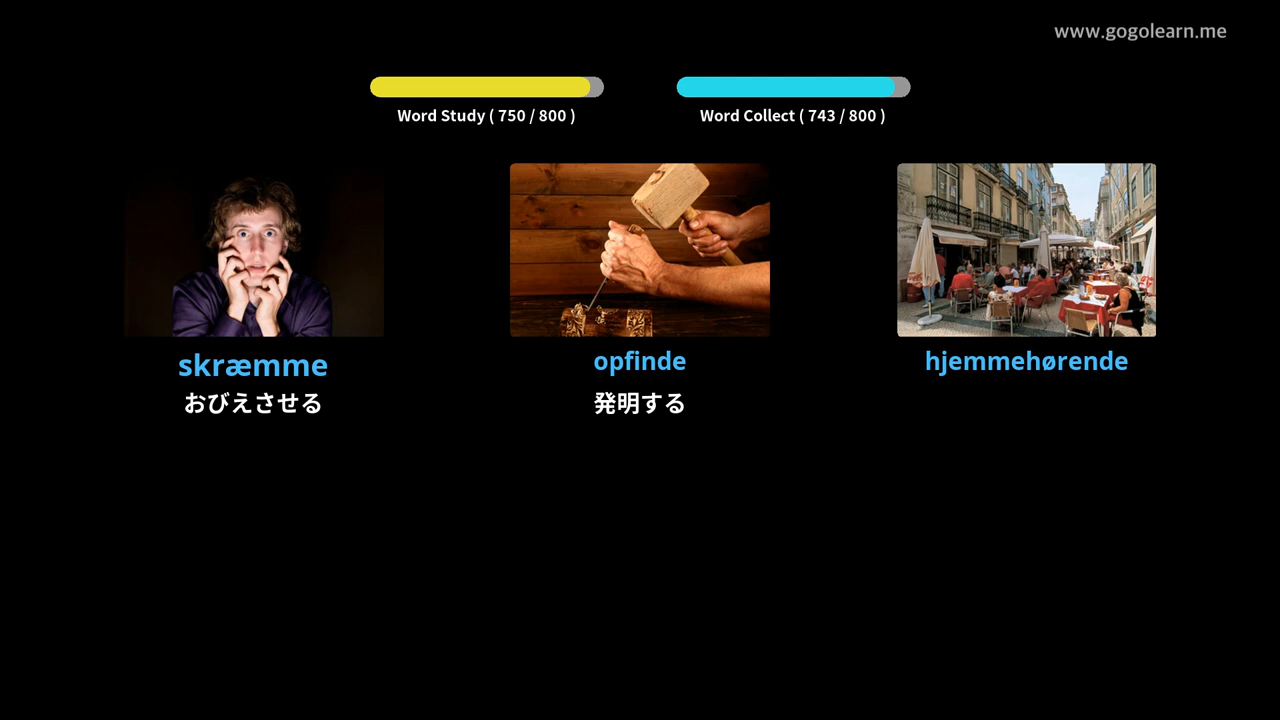 www.gogolearn.me
Word Study ( 750 / 800 )
Word Collect ( 743 / 800 )
skræmme
おびえさせる
opfinde
発明する
hjemmehørende